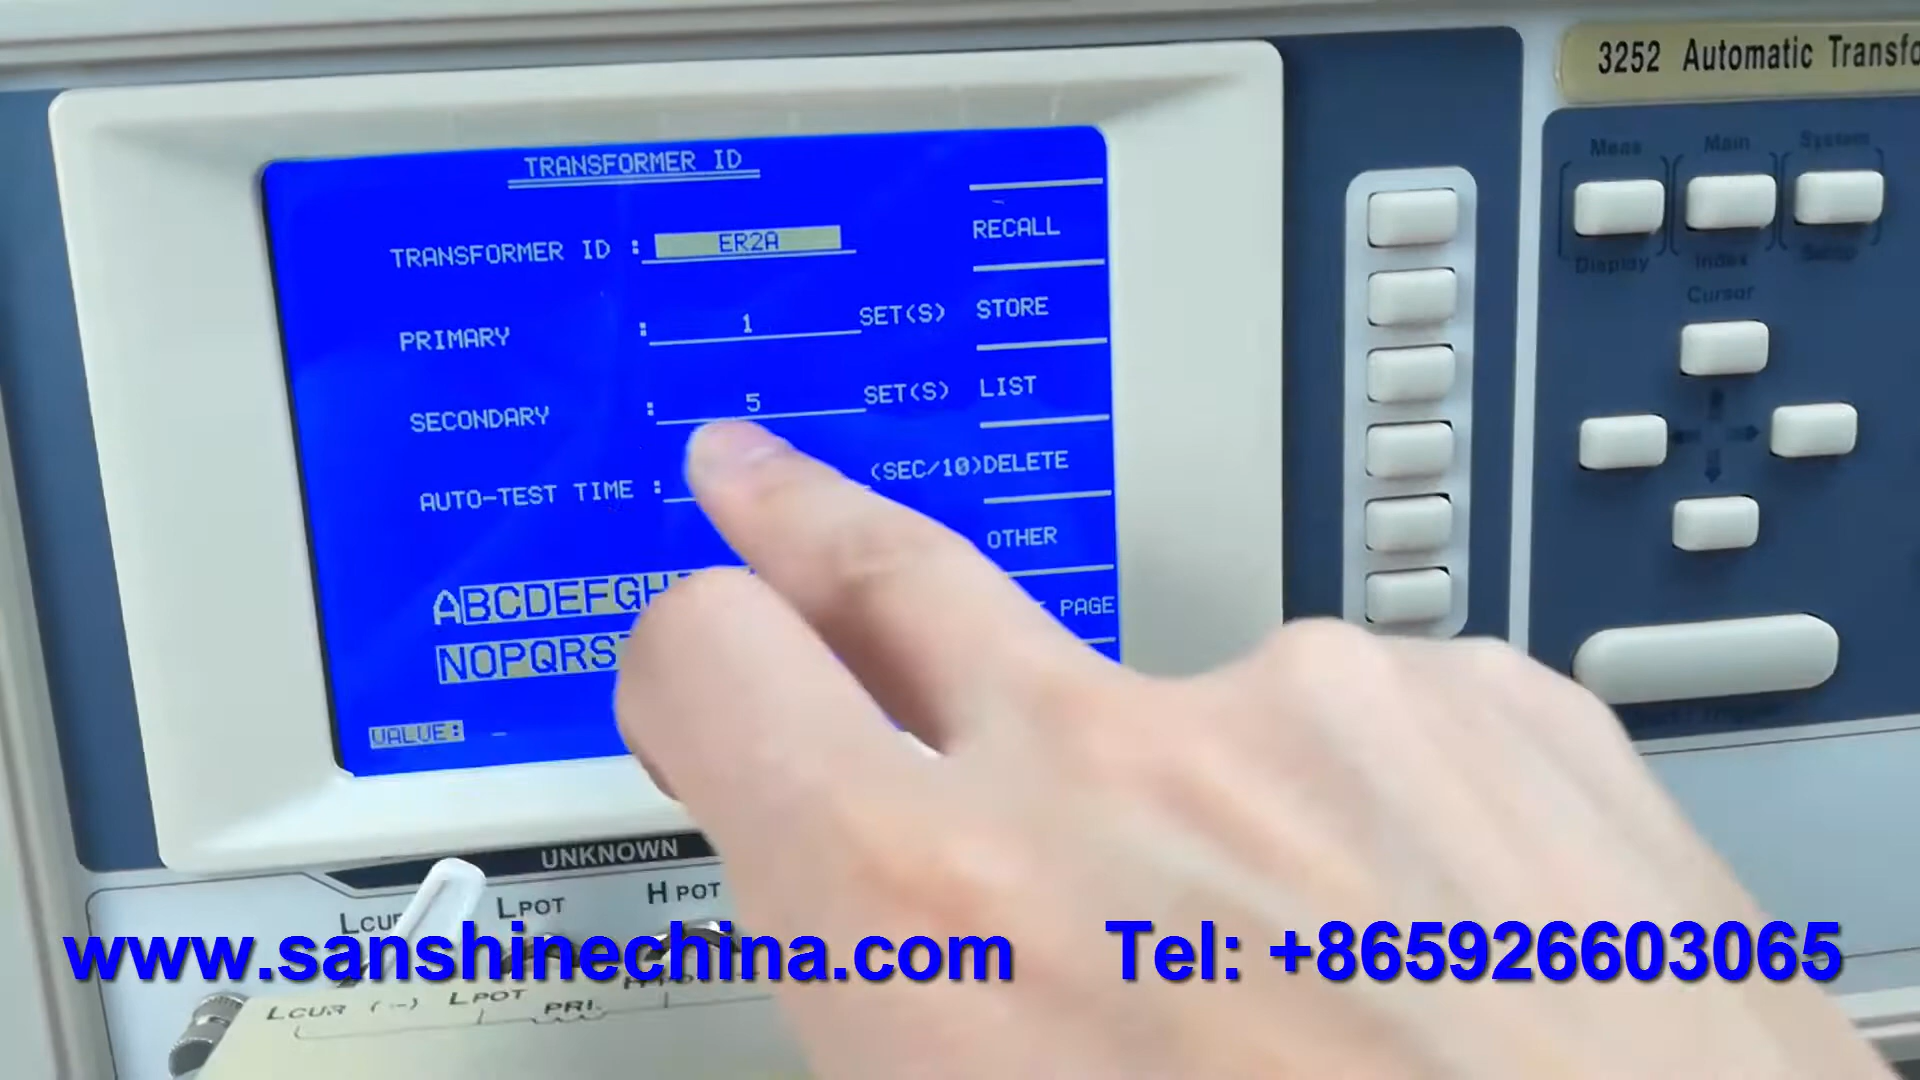 3252 Automatic Transfo
TRANSFORMER ID
TRANSFORMER ID : ER2A
PRIMARY : 1 SET(S)
SECONDARY : 5 SET(S)
AUTO-TEST TIME : (SEC/10)
ABCDEFGH
NOPQRS
VALUE: _
RECALL
STORE
LIST
DELETE
OTHER
PAGE
Meas
Display
Main
Index
System
Setup
Cursor
UNKNOWN
LCUR
LPOT
HPOT
www.sanshinechina.com Tel: +865926603065
LCUR (-)
LPOT
PRI.